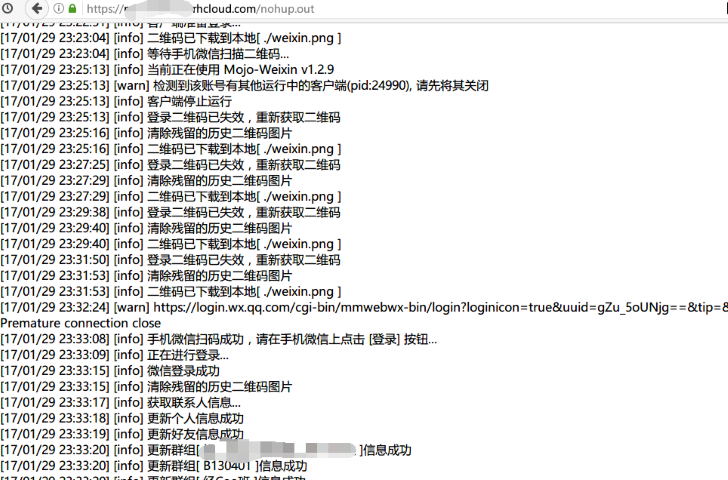 https:// rhcloud.com/nohup.out
[17/01/29 23:22:51] [info] 客户端准备登录...
[17/01/29 23:23:04] [info] 二维码已下载到本地[ ./weixin.png ]
[17/01/29 23:23:04] [info] 等待手机微信扫描二维码...
[17/01/29 23:25:13] [info] 当前正在使用 Mojo-Weixin v1.2.9
[17/01/29 23:25:13] [warn] 检测到该账号有其他运行中的客户端(pid:24990), 请先将其关闭
[17/01/29 23:25:13] [info] 客户端停止运行
[17/01/29 23:25:13] [info] 登录二维码已失效，重新获取二维码
[17/01/29 23:25:16] [info] 清除残留的历史二维码图片
[17/01/29 23:25:16] [info] 二维码已下载到本地[ ./weixin.png ]
[17/01/29 23:27:25] [info] 登录二维码已失效，重新获取二维码
[17/01/29 23:27:29] [info] 清除残留的历史二维码图片
[17/01/29 23:27:29] [info] 二维码已下载到本地[ ./weixin.png ]
[17/01/29 23:29:38] [info] 登录二维码已失效，重新获取二维码
[17/01/29 23:29:40] [info] 清除残留的历史二维码图片
[17/01/29 23:29:40] [info] 二维码已下载到本地[ ./weixin.png ]
[17/01/29 23:31:50] [info] 登录二维码已失效，重新获取二维码
[17/01/29 23:31:53] [info] 清除残留的历史二维码图片
[17/01/29 23:31:53] [info] 二维码已下载到本地[ ./weixin.png ]
[17/01/29 23:32:24] [warn] https://login.wx.qq.com/cgi-bin/mmwebwx-bin/login?loginicon=true&uuid=gZu_5oUNjg==&tip=&
Premature connection close
[17/01/29 23:33:08] [info] 手机微信扫码成功，请在手机微信上点击 [登录] 按钮...
[17/01/29 23:33:09] [info] 正在进行登录...
[17/01/29 23:33:15] [info] 微信登录成功
[17/01/29 23:33:15] [info] 清除残留的历史二维码图片
[17/01/29 23:33:17] [info] 获取联系人信息...
[17/01/29 23:33:18] [info] 更新个人信息成功
[17/01/29 23:33:19] [info] 更新好友信息成功
[17/01/29 23:33:20] [info] 更新群组[ ]信息成功
[17/01/29 23:33:20] [info] 更新群组[ B130401 ]信息成功
[17/01/29 23:33:20] [info] 更新群组[ ]信息成功